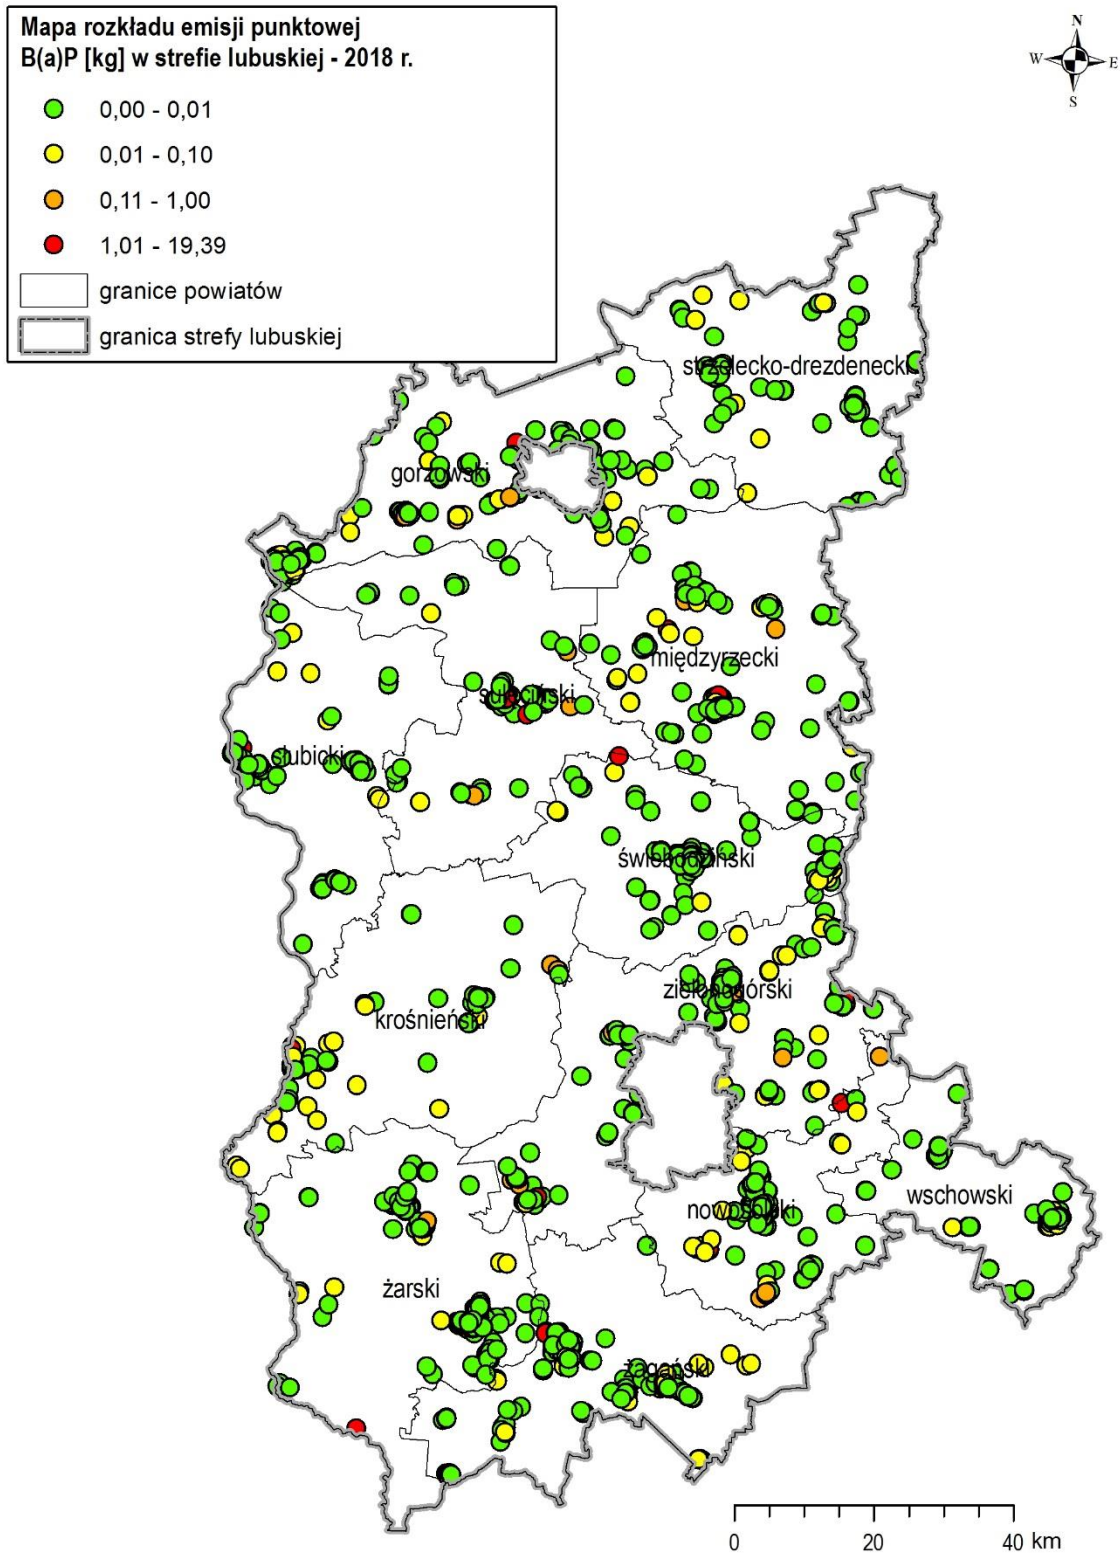 Mapa rozkładu emisji punktowej
B(a)P [kg] w strefie lubuskiej - 2018 r.
0,00 - 0,01
0,01 - 0,10
0,11 - 1,00
1,01 - 19,39
granice powiatów
granica strefy lubuskiej
N
W
E
S
strzelecko-drezdenecki
gorzowski
międzyrzecki
sulęciński
słubicki
świebodziński
zielonogórski
krośnieński
wschowski
nowosolski
żarski
żagański
0 20 40 km